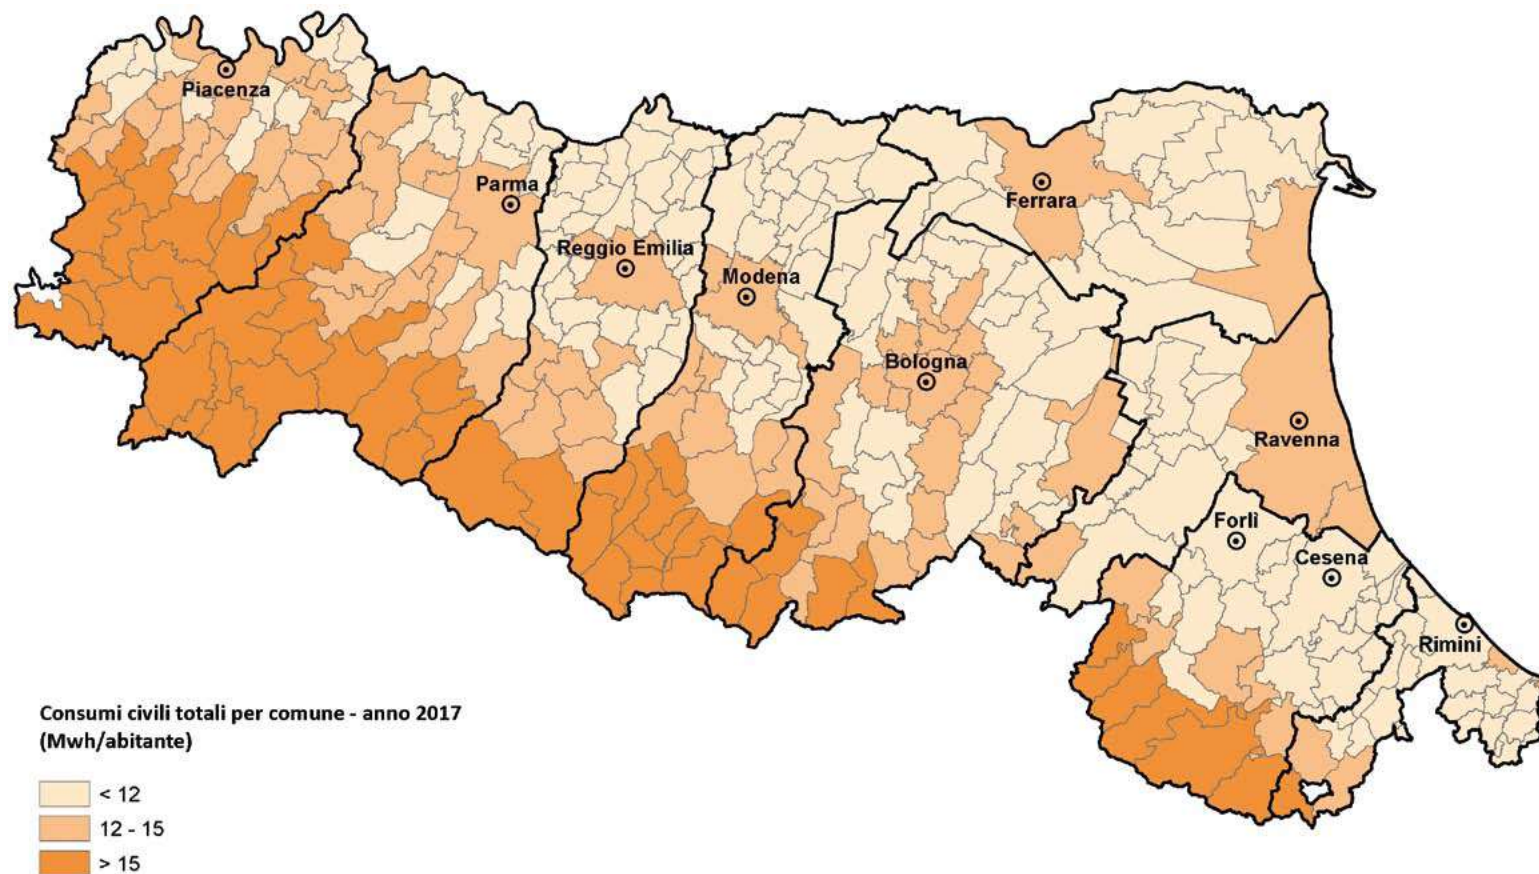 Piacenza
Parma
Ferrara
Reggio Emilia
Modena
Bologna
Ravenna
Forlì
Cesena
Rimini
Consumi civili totali per comune - anno 2017
(Mwh/abitante)
< 12
12 - 15
> 15